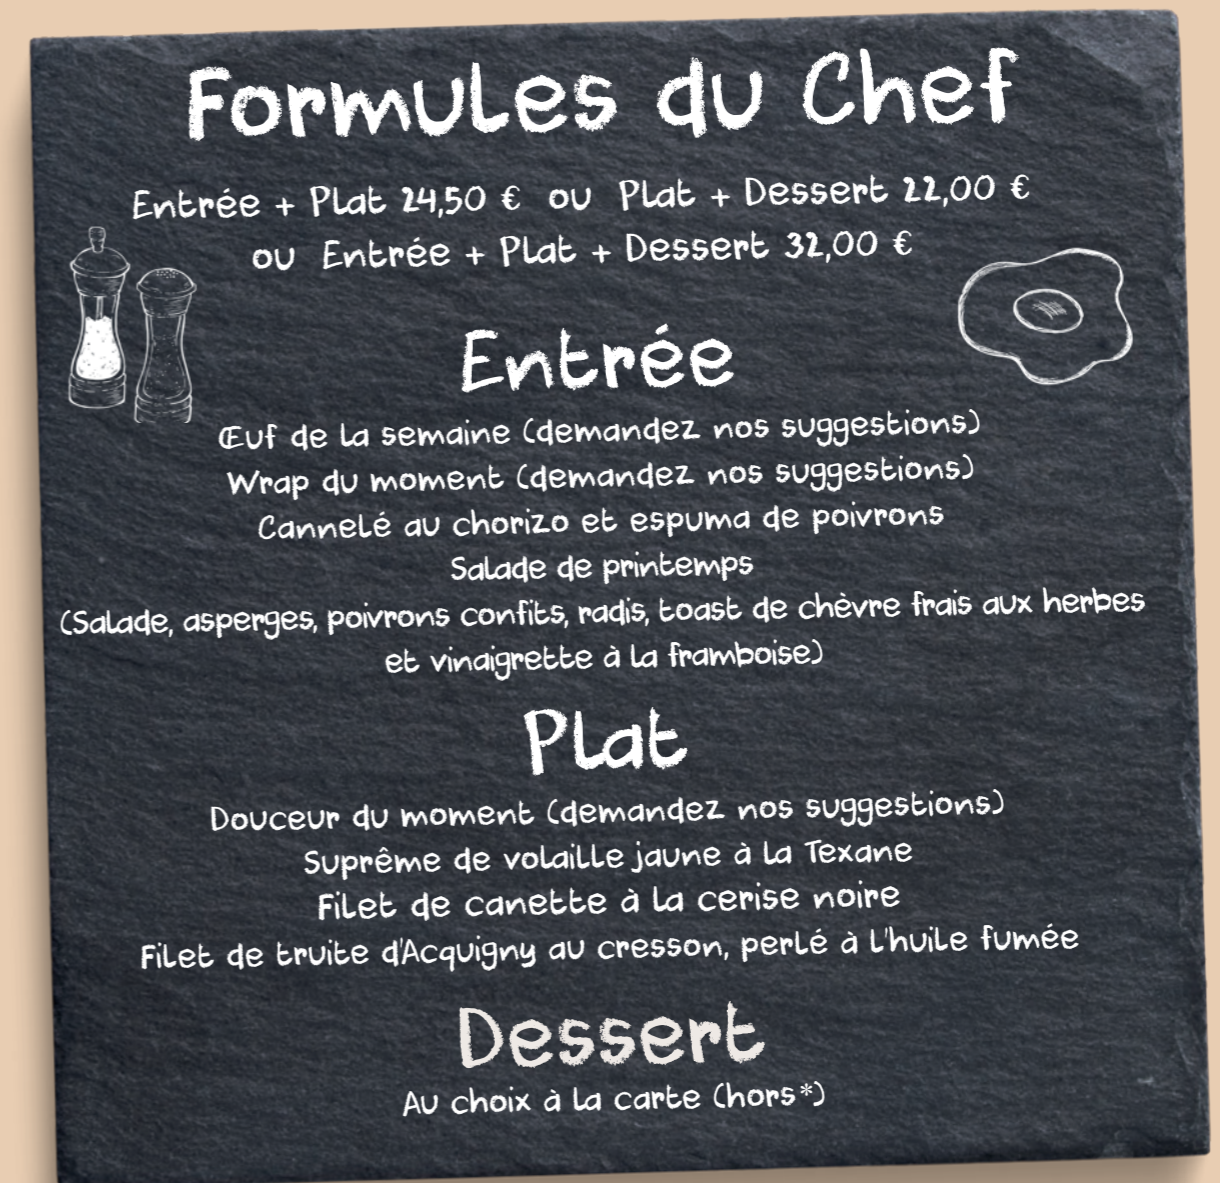 Formules du Chef
Entrée + Plat 24,50 € ou Plat + Dessert 22,00 €
ou Entrée + Plat + Dessert 32,00 €
Entrée
Œuf de la semaine (demandez nos suggestions)
Wrap du moment (demandez nos suggestions)
Cannelé au chorizo et espuma de poivrons
Salade de printemps
(Salade, asperges, poivrons confits, radis, toast de chèvre frais aux herbes
et vinaigrette à la framboise)
Plat
Douceur du moment (demandez nos suggestions)
Suprême de volaille jaune à la Texane
Filet de canette à la cerise noire
Filet de truite d'Acquigny au cresson, perlé à l'huile fumée
Dessert
Au choix à la carte (hors*)